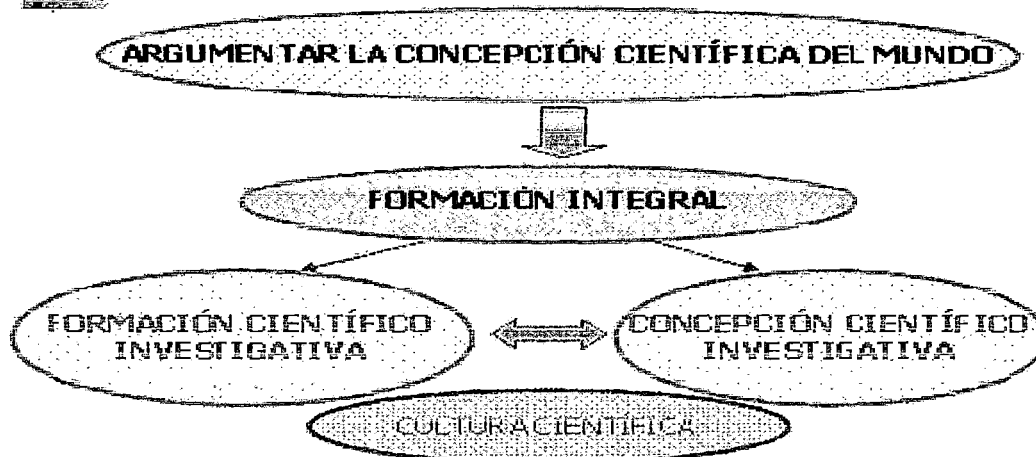 ARGUMENTAR LA CONCEPCIÓN CIENTÍFICA DEL MUNDO
FORMACIÓN INTEGRAL
FORMACIÓN CIENTÍFICO
INVESTIGATIVA
CONCEPCIÓN CIENTÍFICO
INVESTIGATIVA
CULTURA CIENTÍFICA